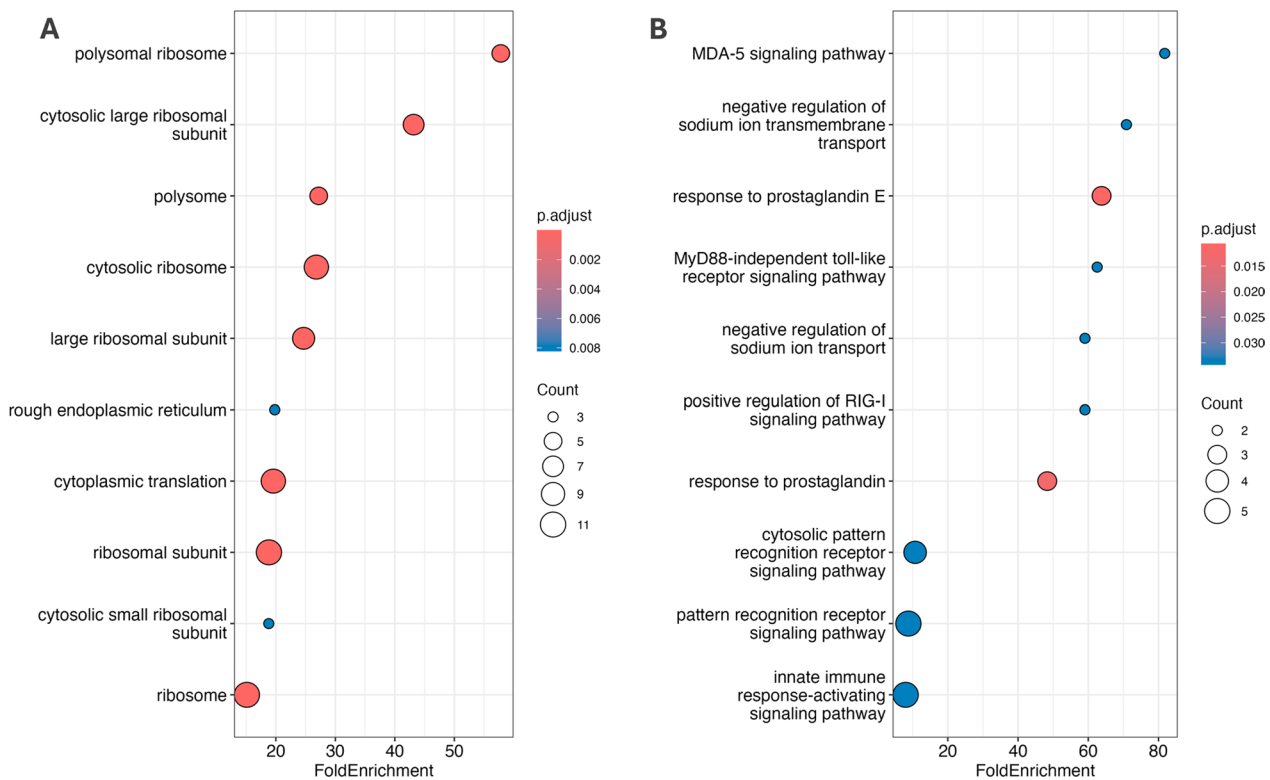 A
polysomal ribosome
cytosolic large ribosomal
subunit
polysome
cytosolic ribosome
large ribosomal subunit
rough endoplasmic reticulum
cytoplasmic translation
ribosomal subunit
cytosolic small ribosomal
subunit
ribosome
20 30 40 50
FoldEnrichment
p.adjust
0.002
0.004
0.006
0.008
Count
3
5
7
9
11
B
MDA-5 signaling pathway
negative regulation of
sodium ion transmembrane
transport
response to prostaglandin E
MyD88-independent toll-like
receptor signaling pathway
negative regulation of
sodium ion transport
positive regulation of RIG-I
signaling pathway
response to prostaglandin
cytosolic pattern
recognition receptor
signaling pathway
pattern recognition receptor
signaling pathway
innate immune
response-activating
signaling pathway
20 40 60 80
FoldEnrichment
p.adjust
0.015
0.020
0.025
0.030
Count
2
3
4
5